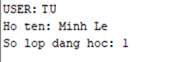 USER: TU
Ho ten: Minh Le
So lop dang hoc: 1